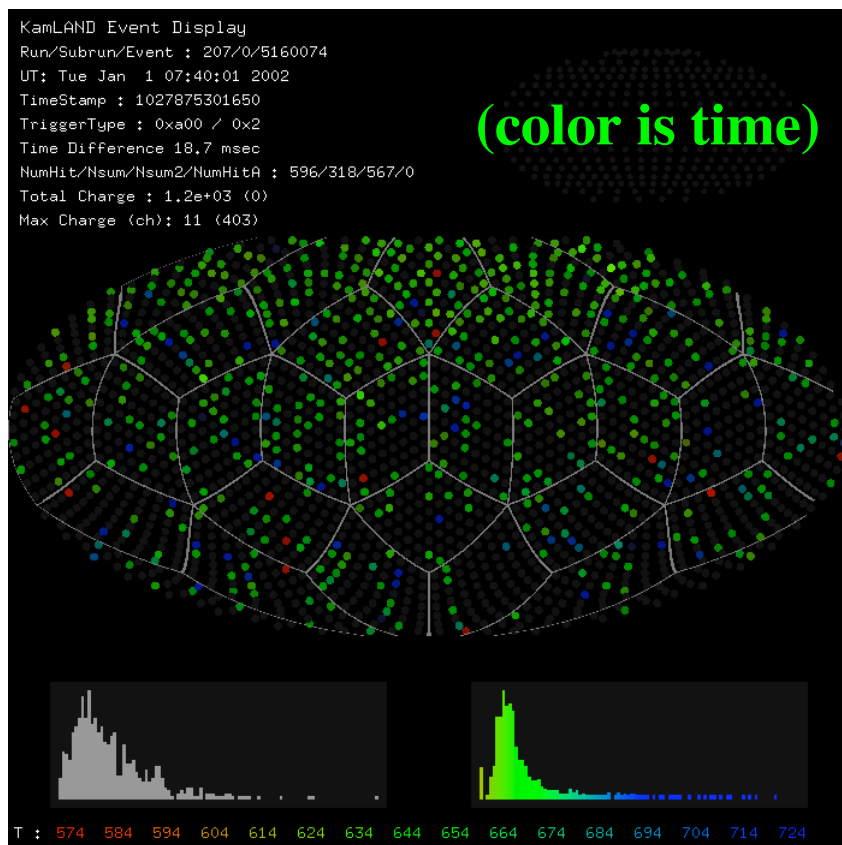 KamLAND Event Display
Run/Subrun/Event : 207/0/5160074
UT: Tue Jan  1 07:40:01 2002
TimeStamp : 1027875301650
TriggerType : 0xa00 / 0x2
Time Difference 18.7 msec
NumHit/Nsum/Nsum2/NumHitA : 596/318/567/0
Total Charge : 1.2e+03 (0)
Max Charge (ch): 11 (403)
(color is time)
T : 574 584 594 604 614 624 634 644 654 664 674 684 694 704 714 724